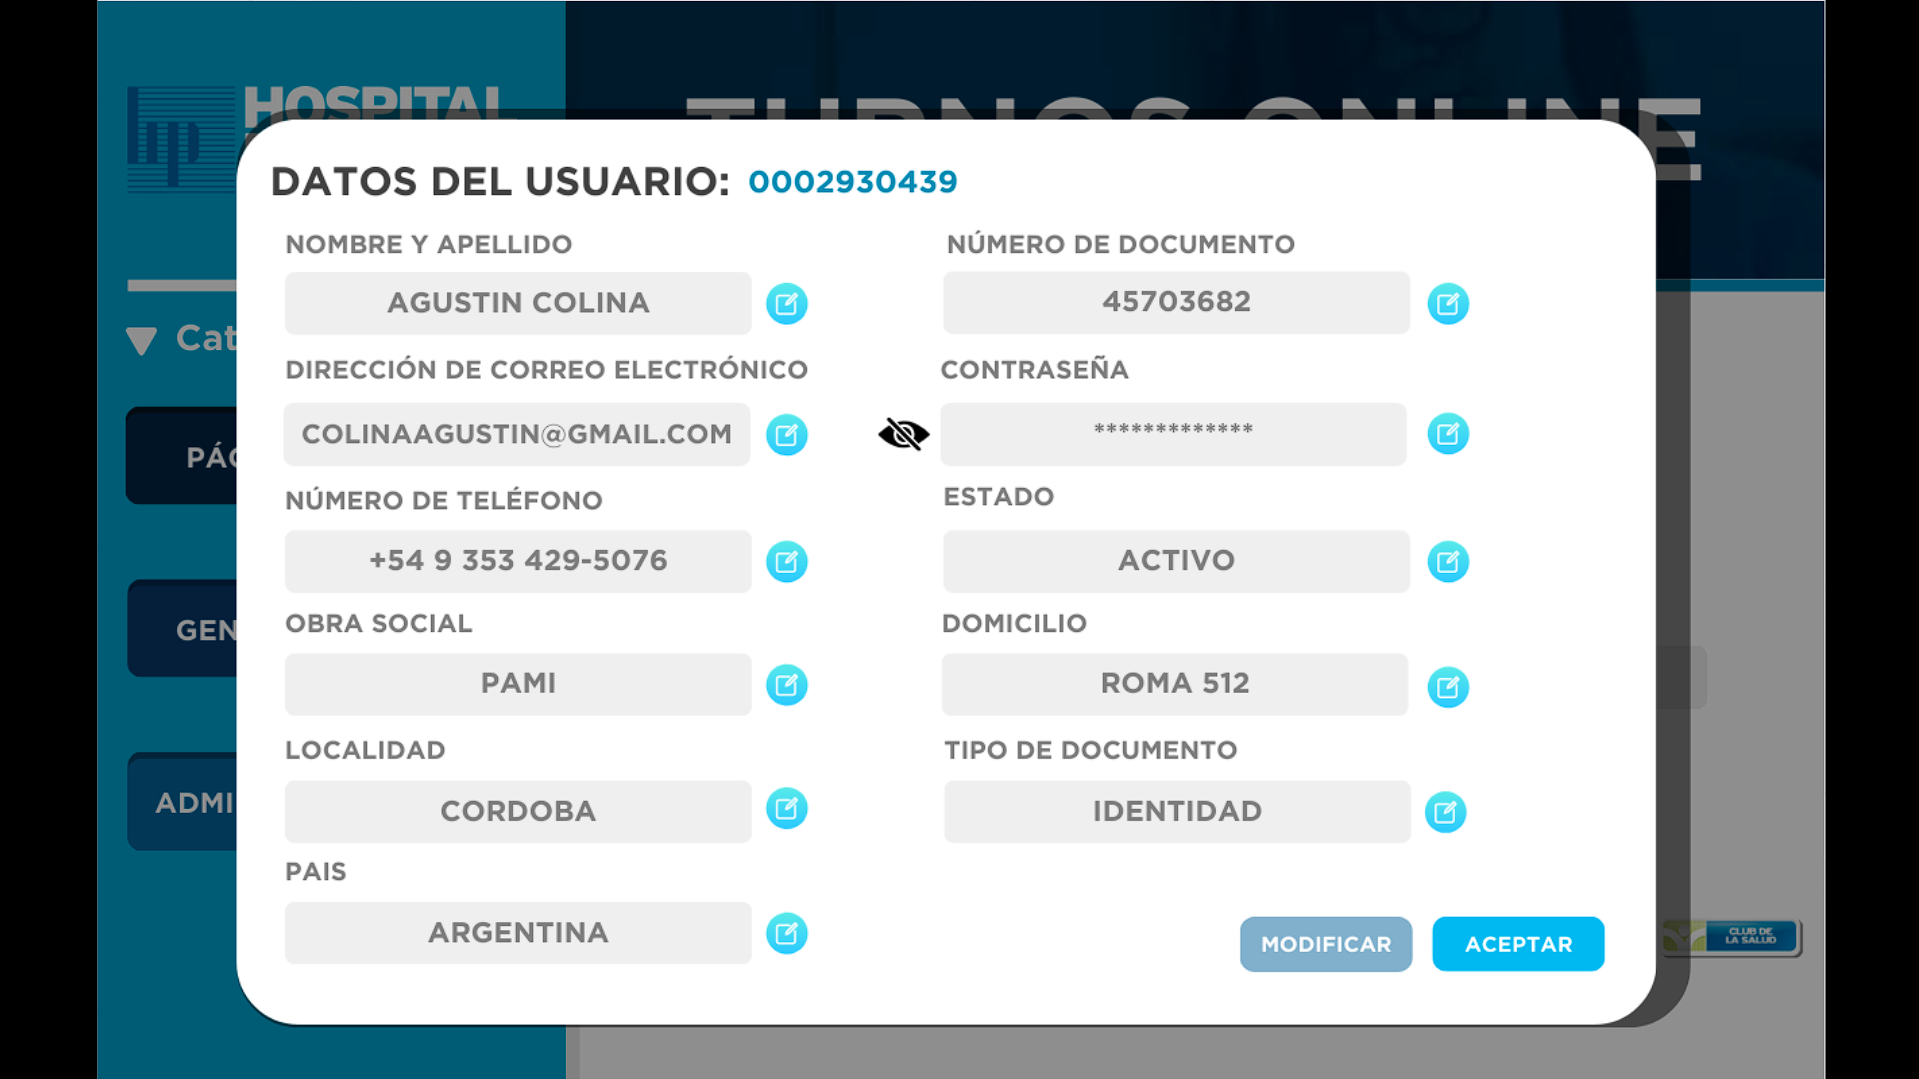 HOSPITAL
TURNOS ONLINE
DATOS DEL USUARIO: 0002930439
NOMBRE Y APELLIDO
AGUSTIN COLINA
NÚMERO DE DOCUMENTO
45703682
DIRECCIÓN DE CORREO ELECTRÓNICO
COLINAAGUSTIN@GMAIL.COM
CONTRASEÑA
*************
NÚMERO DE TELÉFONO
+54 9 353 429-5076
ESTADO
ACTIVO
OBRA SOCIAL
PAMI
DOMICILIO
ROMA 512
LOCALIDAD
CORDOBA
TIPO DE DOCUMENTO
IDENTIDAD
PAIS
ARGENTINA
MODIFICAR
ACEPTAR
Cat
PÁG
GEN
ADMI
CLUB DE
LA SALUD
hp